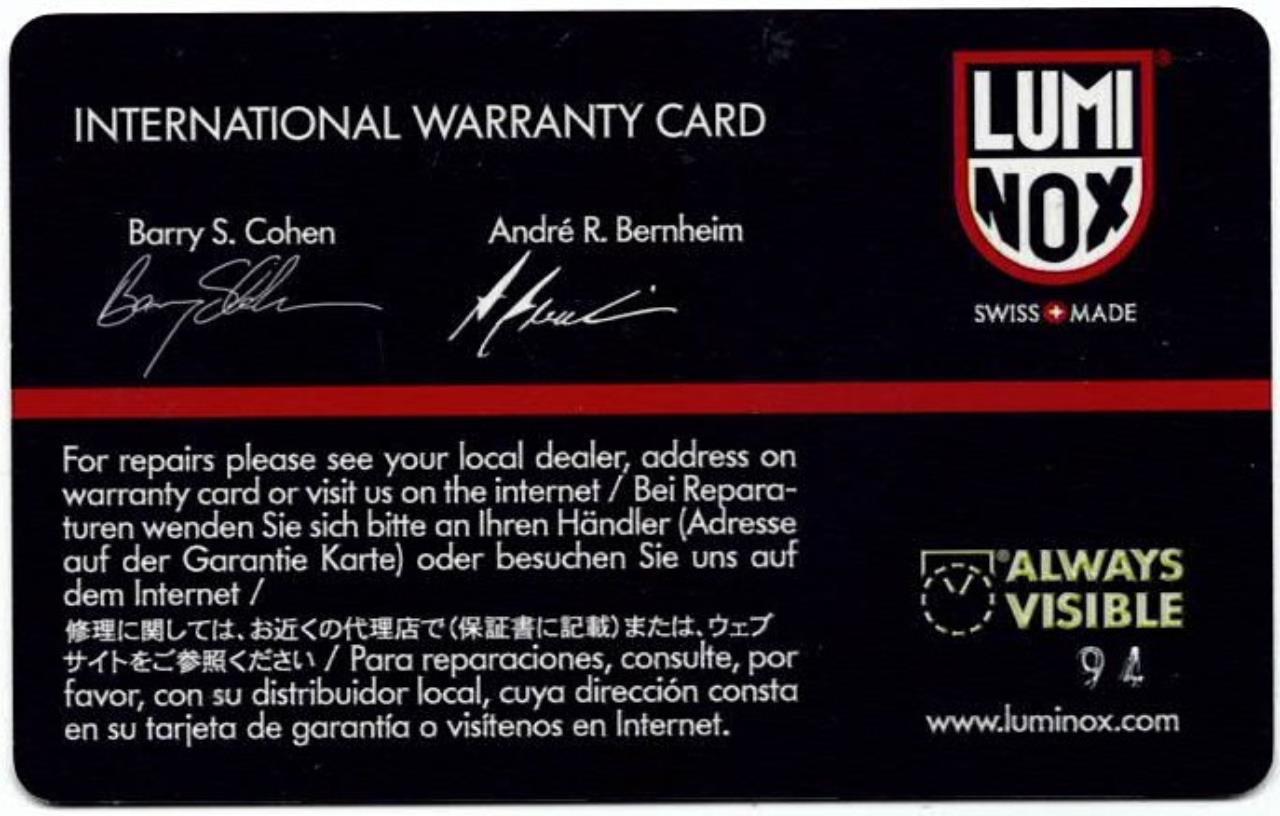 INTERNATIONAL WARRANTY CARD
LUMI
NOX
®
SWISS MADE
Barry S. Cohen
André R. Bernheim
For repairs please see your local dealer, address on
warranty card or visit us on the internet / Bei Repara-
turen wenden Sie sich bitte an Ihren Händler (Adresse
auf der Garantie Karte) oder besuchen Sie uns auf
dem Internet /
修理に関しては、お近くの代理店で(保証書に記載)または、ウェブ
サイトをご参照ください / Para reparaciones, consulte, por
favor, con su distribuidor local, cuya dirección consta
en su tarjeta de garantía o visítenos en Internet.
®ALWAYS
VISIBLE
94
www.luminox.com